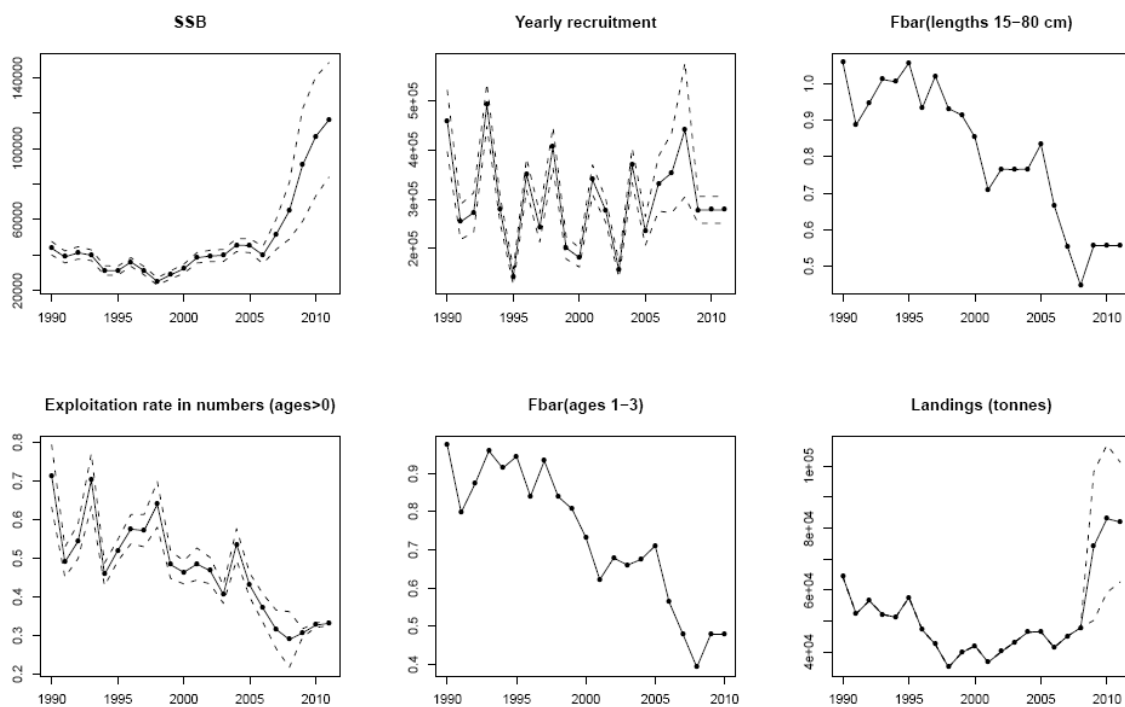 SSB
20000 60000 100000 140000
1990 1995 2000 2005 2010
Yearly recruitment
2e+05 3e+05 4e+05 5e+05
1990 1995 2000 2005 2010
Fbar(lengths 15−80 cm)
0.5 0.6 0.7 0.8 0.9 1.0
1990 1995 2000 2005 2010
Exploitation rate in numbers (ages>0)
0.2 0.3 0.4 0.5 0.6 0.7 0.8
1990 1995 2000 2005 2010
Fbar(ages 1−3)
0.4 0.5 0.6 0.7 0.8 0.9
1990 1995 2000 2005 2010
Landings (tonnes)
4e+04 6e+04 8e+04 1e+05
1990 1995 2000 2005 2010